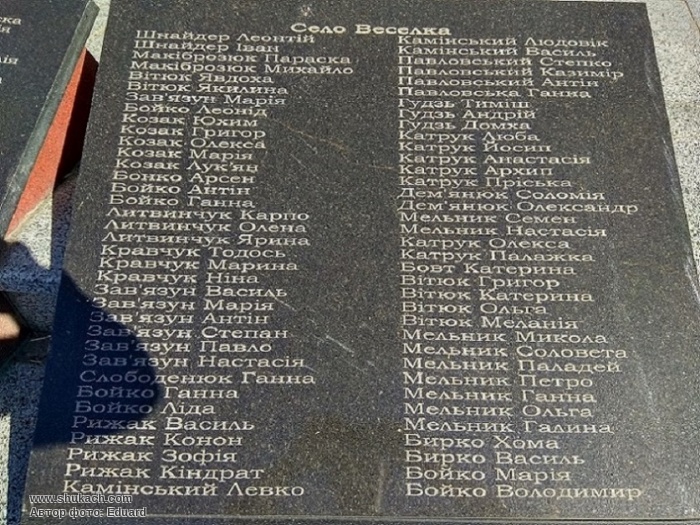 Село Веселка
Шнайдер Леонтій
Шнайдер Іван
Макіброзюк Параска
Макіброзюк Михайло
Вітюк Явдоха
Вітюк Якилина
Зав'язун Марія
Бойко Леонід
Козак Юхим
Козак Григор
Козак Олекса
Козак Марія
Козак Лук'ян
Бонко Арсен
Бойко Антін
Бойко Ганна
Литвинчук Карпо
Литвинчук Олена
Литвинчук Ярина
Кравчук Тодось
Кравчук Марина
Кравчук Ніна
Зав'язун Василь
Зав'язун Марія
Зав'язун Антін
Зав'язун Степан
Зав'язун Павло
Зав'язун Настасія
Слободенюк Ганна
Бойко Ганна
Бойко Ліда
Рижак Василь
Рижак Конон
Рижак Зофія
Рижак Кіндрат
Камінський Левко
Камінський Людовік
Камінський Василь
Павловський Степко
Павловський Казимір
Павловський Антін
Павловська Ганна
Гудзь Тиміш
Гудзь Андрій
Гудзь Домха
Катрук Люба
Катрук Йосип
Катрук Анастасія
Катрук Архип
Катрук Пріська
Дем'янюк Соломія
Дем'янюк Олександр
Мельник Семен
Мельник Настасія
Катрук Олекса
Катрук Палажка
Бовт Катерина
Вітюк Григор
Вітюк Катерина
Вітюк Ольга
Вітюк Меланія
Мельник Микола
Мельник Соловета
Мельник Паладей
Мельник Петро
Мельник Ганна
Мельник Ольга
Мельник Галина
Бирко Хома
Бирко Василь
Бойко Марія
Бойко Володимир
www.shukach.com
Автор фото: Eduard